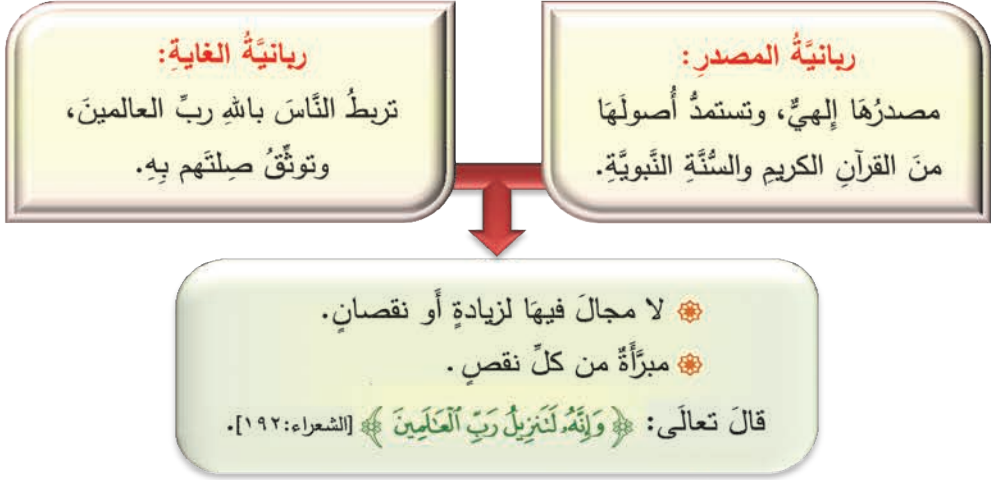 ربانيَّةُ المصدرِ:
مصدرُهَا إِلهيٌّ، وتستمدُّ أُصولَهَا
منَ القرآنِ الكريمِ والسُّنَّةِ النَّبويَّةِ.
ربانيَّةُ الغايةِ:
تربطُ النَّاسَ باللهِ ربِّ العالمينَ،
وتوثِّقُ صِلتَهم بِهِ.
لا مجالَ فيهَا لزيادةٍ أَو نقصانٍ.
مبرَّأَةٌ من كلِّ نقصٍ.
قالَ تعالَى: ﴿وَإِنَّهُۥ لَتَنزِيلُ رَبِّ ٱلْعَٰلَمِينَ﴾ [الشعراء:١٩٢].